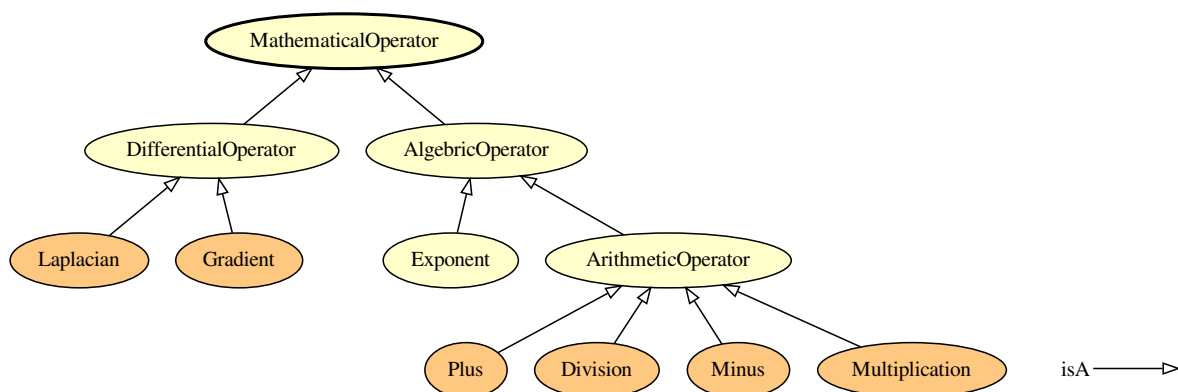 MathematicalOperator
DifferentialOperator
AlgebricOperator
Laplacian
Gradient
Exponent
ArithmeticOperator
Plus
Division
Minus
Multiplication
isA